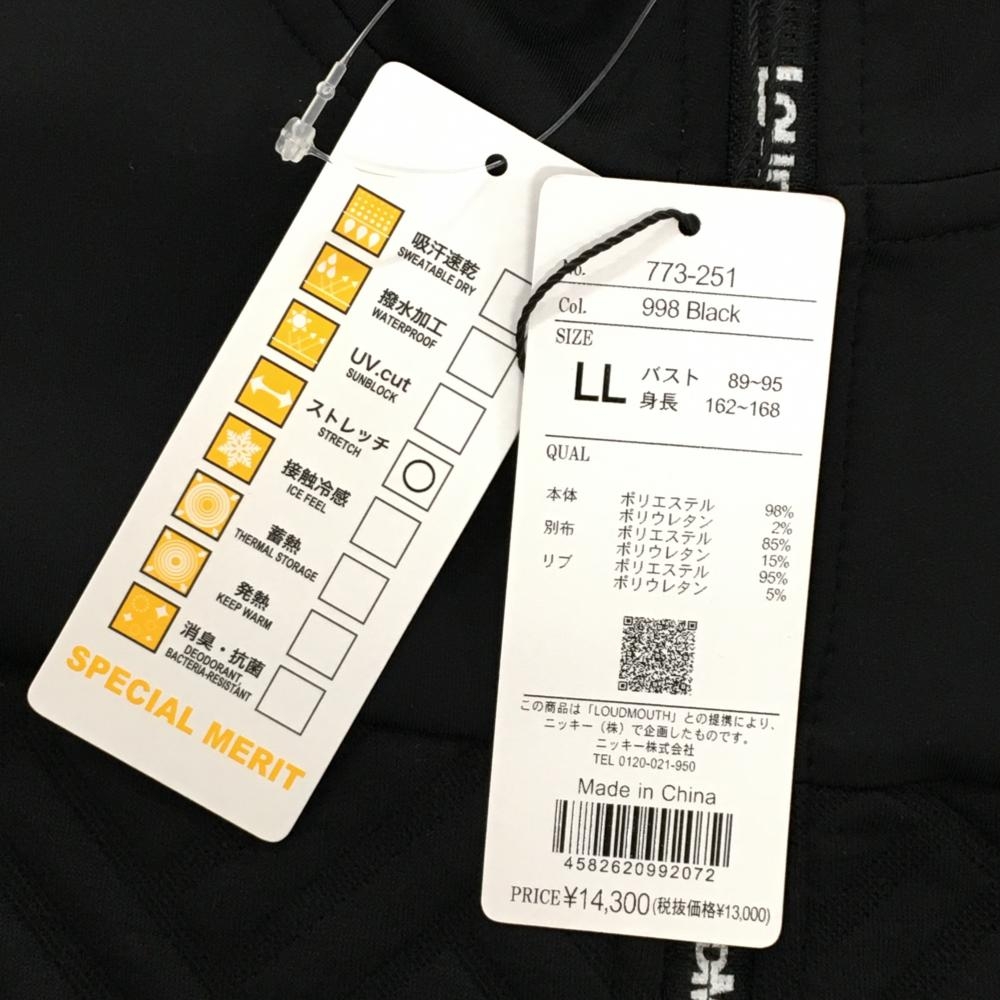 吸汗速乾
SWEATABLE DRY
撥水加工
WATERPROOF
UV.cut
SUNBLOCK
ストレッチ
STRETCH
接触冷感
ICE FEEL
蓄熱
THERMAL STORAGE
発熱
KEEP WARM
消臭・抗菌
DEODORANT,
BACTERIA-RESISTANT
SPECIAL MERIT
No. 773-251
Col. 998 Black
SIZE
LL バスト 89~95
身長 162~168
QUAL
本体 ポリエステル 98%
ポリウレタン 2%
別布 ポリエステル 85%
ポリウレタン 15%
リブ ポリエステル 95%
ポリウレタン 5%
この商品は「LOUDMOUTH」との提携により、
ニッキー（株）で企画したものです。
ニッキー株式会社
TEL 0120-021-950
Made in China
4582620992072
PRICE ¥14,300 (税抜価格¥13,000)